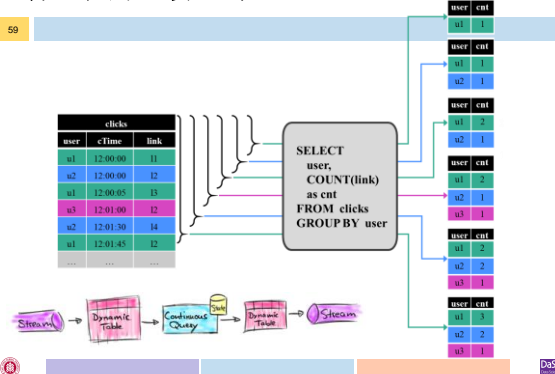 59
clicks
user cTime link
u1 12:00:00 l1
u2 12:00:00 l2
u1 12:00:05 l3
u3 12:01:00 l2
u2 12:01:30 l4
u1 12:01:45 l2
... ... ...
SELECT
user,
COUNT(link)
as cnt
FROM clicks
GROUP BY user
user cnt
u1 1
user cnt
u1 1
u2 1
user cnt
u1 2
u2 1
user cnt
u1 2
u2 1
u3 1
user cnt
u1 2
u2 2
u3 1
user cnt
u1 3
u2 2
u3 1
Stream
Dynamic
Table
Continuous
Query
State
Dynamic
Table
Stream
DaS